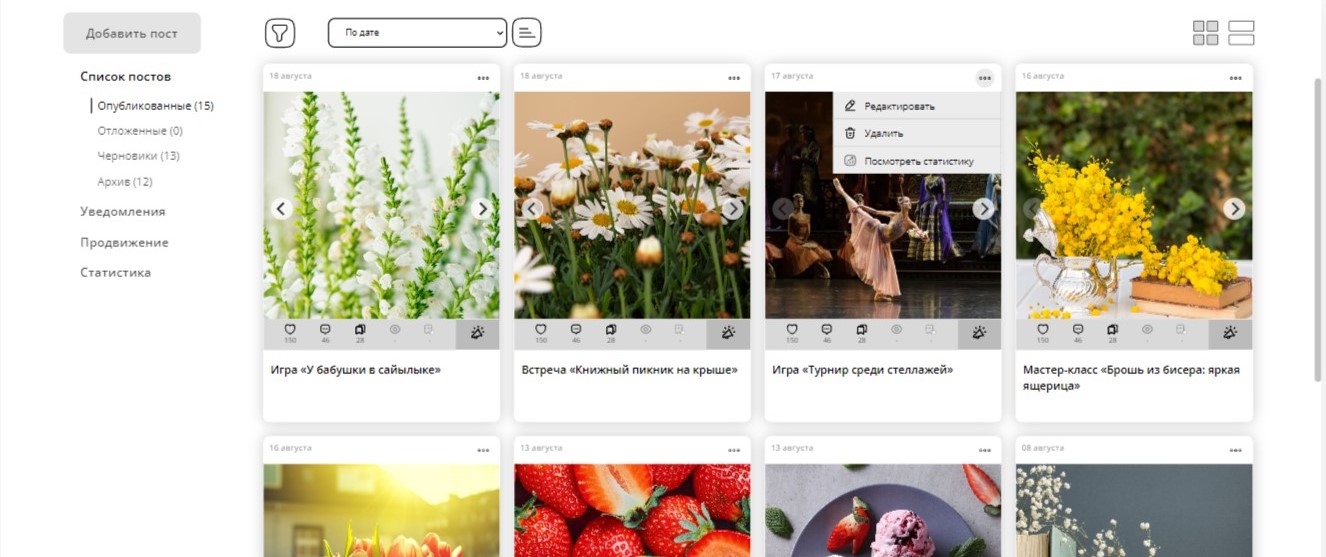 Добавить пост
По дате
Список постов
Опубликованные (15)
Отложенные (0)
Черновики (13)
Архив (12)
Уведомления
Продвижение
Статистика
18 августа
18 августа
17 августа
16 августа
Редактировать
Удалить
Посмотреть статистику
150 46 28 - -
150 46 28 - -
150 46 28 - -
150 46 28 - -
Игра «У бабушки в сайылыке»
Встреча «Книжный пикник на крыше»
Игра «Турнир среди стеллажей»
Мастер-класс «Брошь из бисера: яркая
ящерица»
16 августа
13 августа
13 августа
08 августа